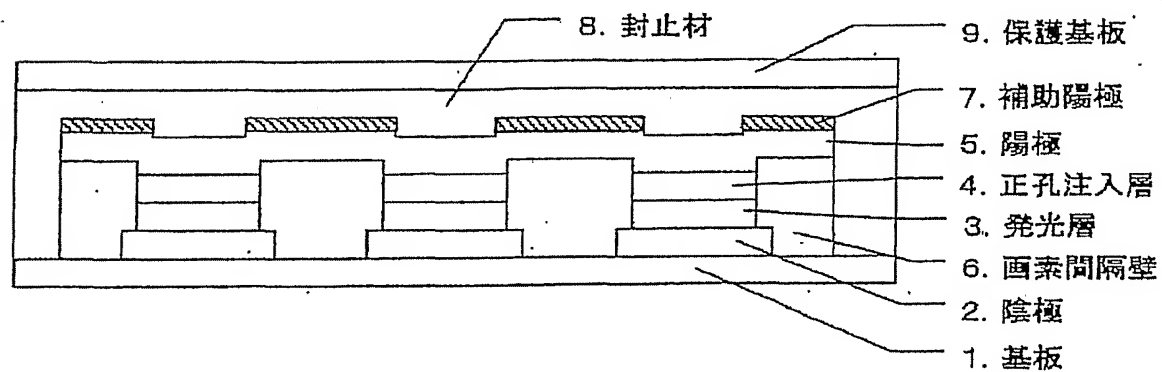 8. 封止材
9. 保護基板
7. 補助陽極
5. 陽極
4. 正孔注入層
3. 発光層
6. 画素間隔壁
2. 陰極
1. 基板